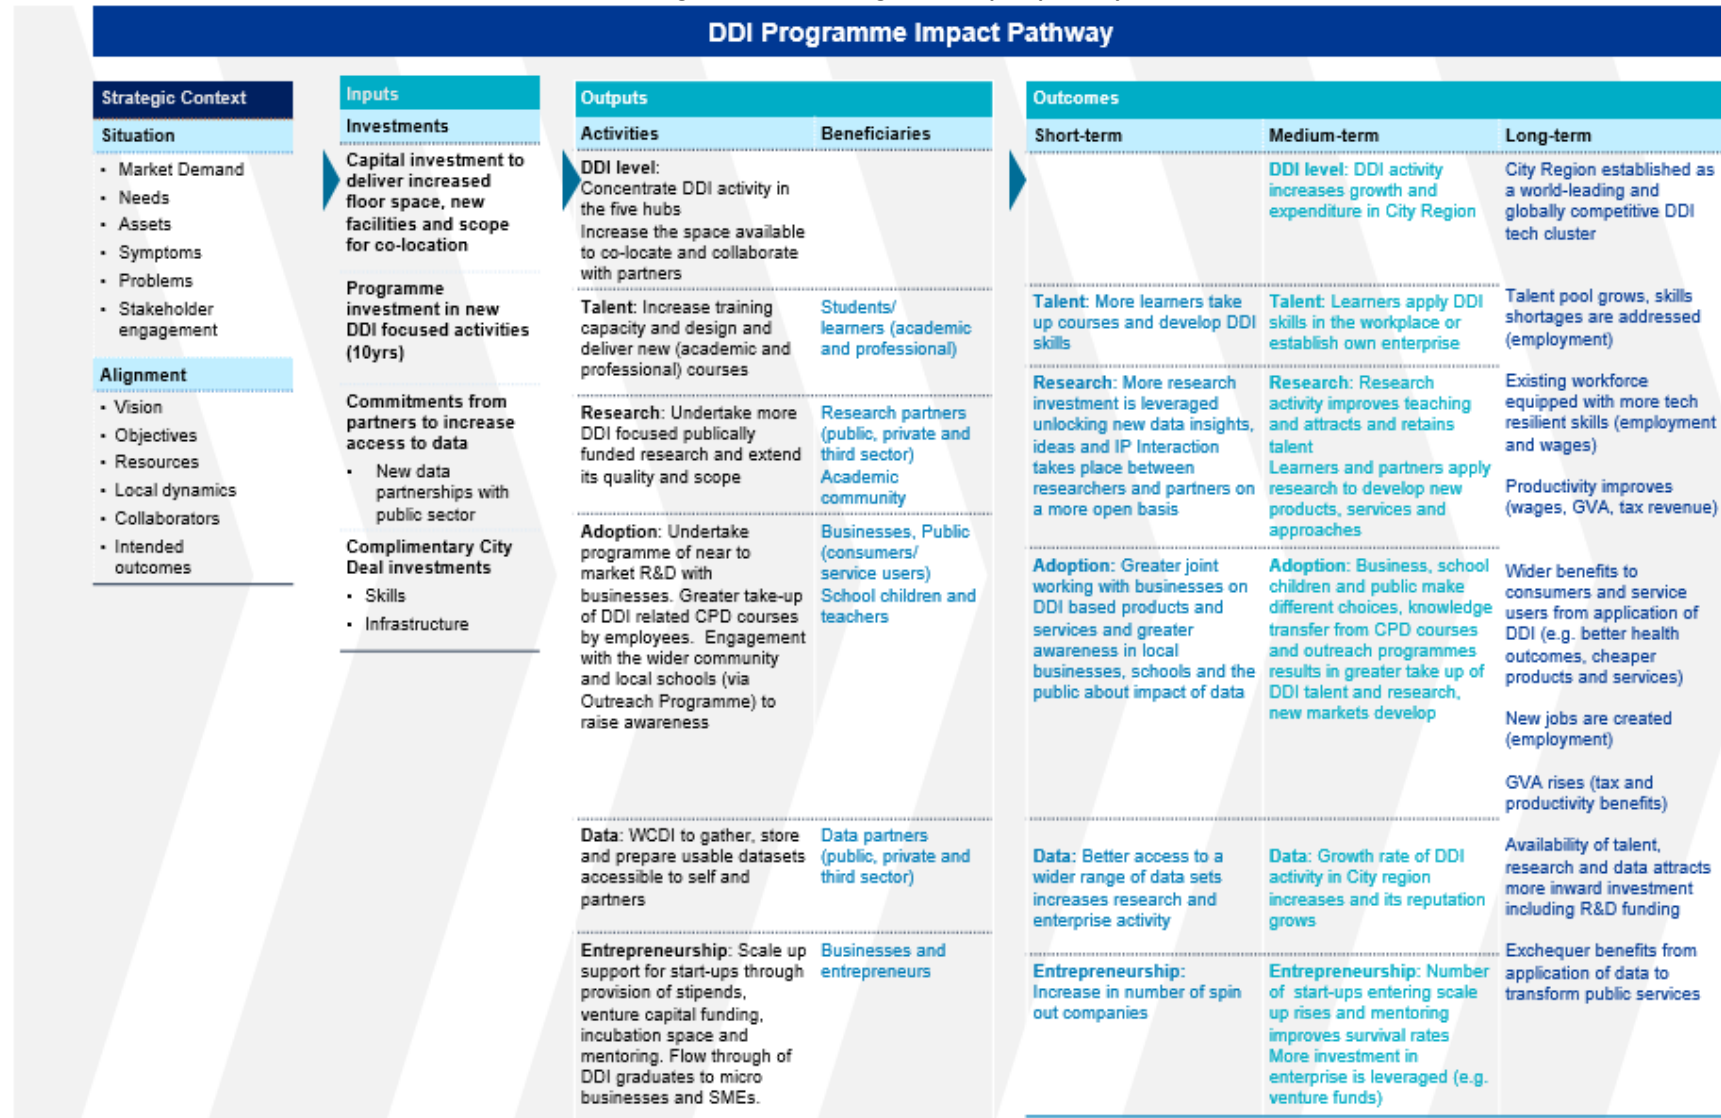 DDI Programme Impact Pathway
Strategic Context
Situation
• Market Demand
• Needs
• Assets
• Symptoms
• Problems
• Stakeholder
engagement
Alignment
• Vision
• Objectives
• Resources
• Local dynamics
• Collaborators
• Intended
outcomes
Inputs
Investments
Capital investment to
deliver increased
floor space, new
facilities and scope
for co-location
Programme
investment in new
DDI focused activities
(10yrs)
Commitments from
partners to increase
access to data
• New data
partnerships with
public sector
Complimentary City
Deal investments
• Skills
• Infrastructure
Outputs
Activities
DDI level:
Concentrate DDI activity in
the five hubs
Increase the space available
to co-locate and collaborate
with partners
Talent: Increase training
capacity and design and
deliver new (academic and
professional) courses
Research: Undertake more
DDI focused publically
funded research and extend
its quality and scope
Adoption: Undertake
programme of near to
market R&D with
businesses. Greater take-up
of DDI related CPD courses
by employees. Engagement
with the wider community
and local schools (via
Outreach Programme) to
raise awareness
Data: WCDI to gather, store
and prepare usable datasets
accessible to self and
partners
Entrepreneurship: Scale up
support for start-ups through
provision of stipends,
venture capital funding,
incubation space and
mentoring. Flow through of
DDI graduates to micro
businesses and SMEs.
Beneficiaries
Students/
learners (academic
and professional)
Research partners
(public, private and
third sector)
Academic
community
Businesses, Public
(consumers/
service users)
School children and
teachers
Data partners
(public, private and
third sector)
Businesses and
entrepreneurs
Outcomes
Short-term
Talent: More learners take
up courses and develop DDI
skills
Research: More research
investment is leveraged
unlocking new data insights,
ideas and IP Interaction
takes place between
researchers and partners on
a more open basis
Adoption: Greater joint
working with businesses on
DDI based products and
services and greater
awareness in local
businesses, schools and the
public about impact of data
Data: Better access to a
wider range of data sets
increases research and
enterprise activity
Entrepreneurship:
Increase in number of spin
out companies
Medium-term
DDI level: DDI activity
increases growth and
expenditure in City Region
Talent: Learners apply DDI
skills in the workplace or
establish own enterprise
Research: Research
activity improves teaching
and attracts and retains
talent
Learners and partners apply
research to develop new
products, services and
approaches
Adoption: Business, school
children and public make
different choices, knowledge
transfer from CPD courses
and outreach programmes
results in greater take up of
DDI talent and research,
new markets develop
Data: Growth rate of DDI
activity in City region
increases and its reputation
grows
Entrepreneurship: Number
of start-ups entering scale
up rises and mentoring
improves survival rates
More investment in
enterprise is leveraged (e.g.
venture funds)
Long-term
City Region established as
a world-leading and
globally competitive DDI
tech cluster
Talent pool grows, skills
shortages are addressed
(employment)
Existing workforce
equipped with more tech
resilient skills (employment
and wages)
Productivity improves
(wages, GVA, tax revenue)
Wider benefits to
consumers and service
users from application of
DDI (e.g. better health
outcomes, cheaper
products and services)
New jobs are created
(employment)
GVA rises (tax and
productivity benefits)
Availability of talent,
research and data attracts
more inward investment
including R&D funding
Exchequer benefits from
application of data to
transform public services